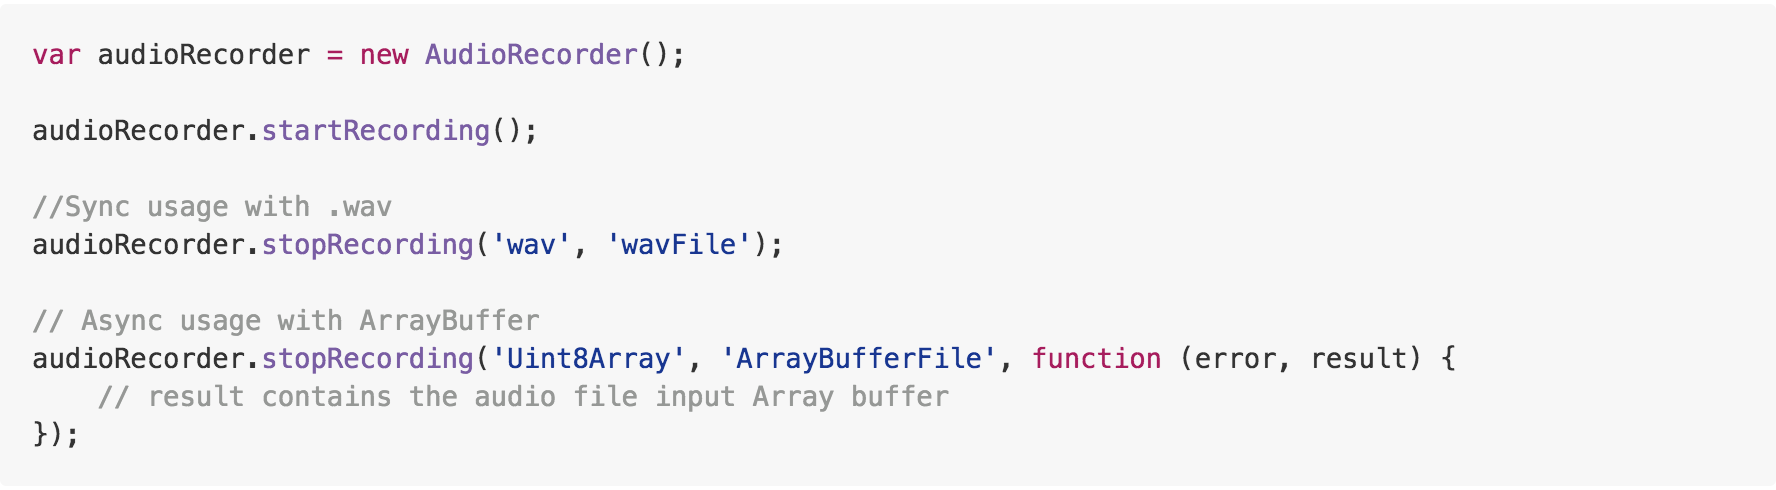 var audioRecorder = new AudioRecorder();
audioRecorder.startRecording();
//Sync usage with .wav
audioRecorder.stopRecording('wav', 'wavFile');
// Async usage with ArrayBuffer
audioRecorder.stopRecording('Uint8Array', 'ArrayBufferFile', function (error, result) {
    // result contains the audio file input Array buffer
});